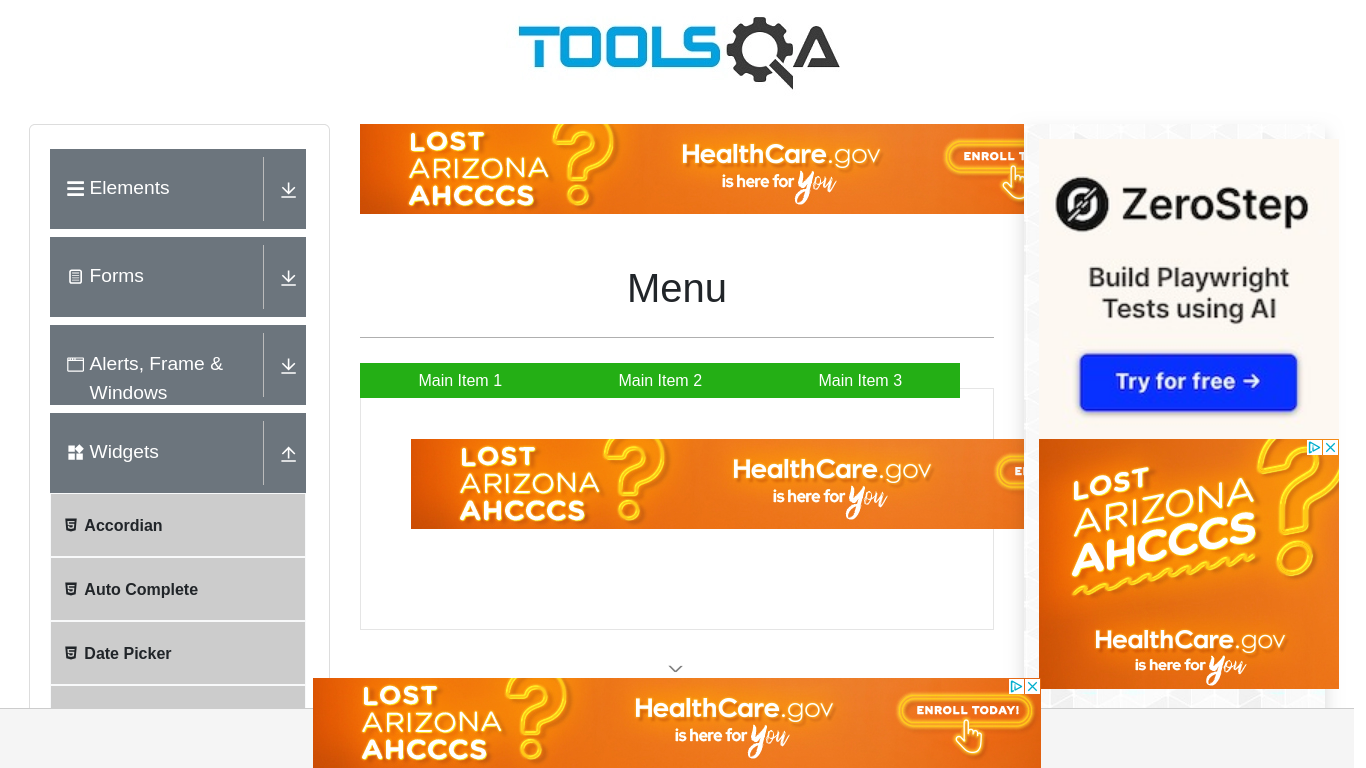 TOOLSQA
Elements
Forms
Alerts, Frame &
Windows
Widgets
Accordian
Auto Complete
Date Picker
LOST
ARIZONA
AHCCCS
HealthCare.gov
is here for You
ENROLL T
Menu
Main Item 1
Main Item 2
Main Item 3
LOST
ARIZONA
AHCCCS
HealthCare.gov
is here for You
E
ZeroStep
Build Playwright
Tests using AI
Try for free →
LOST
ARIZONA
AHCCCS
HealthCare.gov
is here for You
LOST
ARIZONA
AHCCCS
HealthCare.gov
is here for You
ENROLL TODAY!